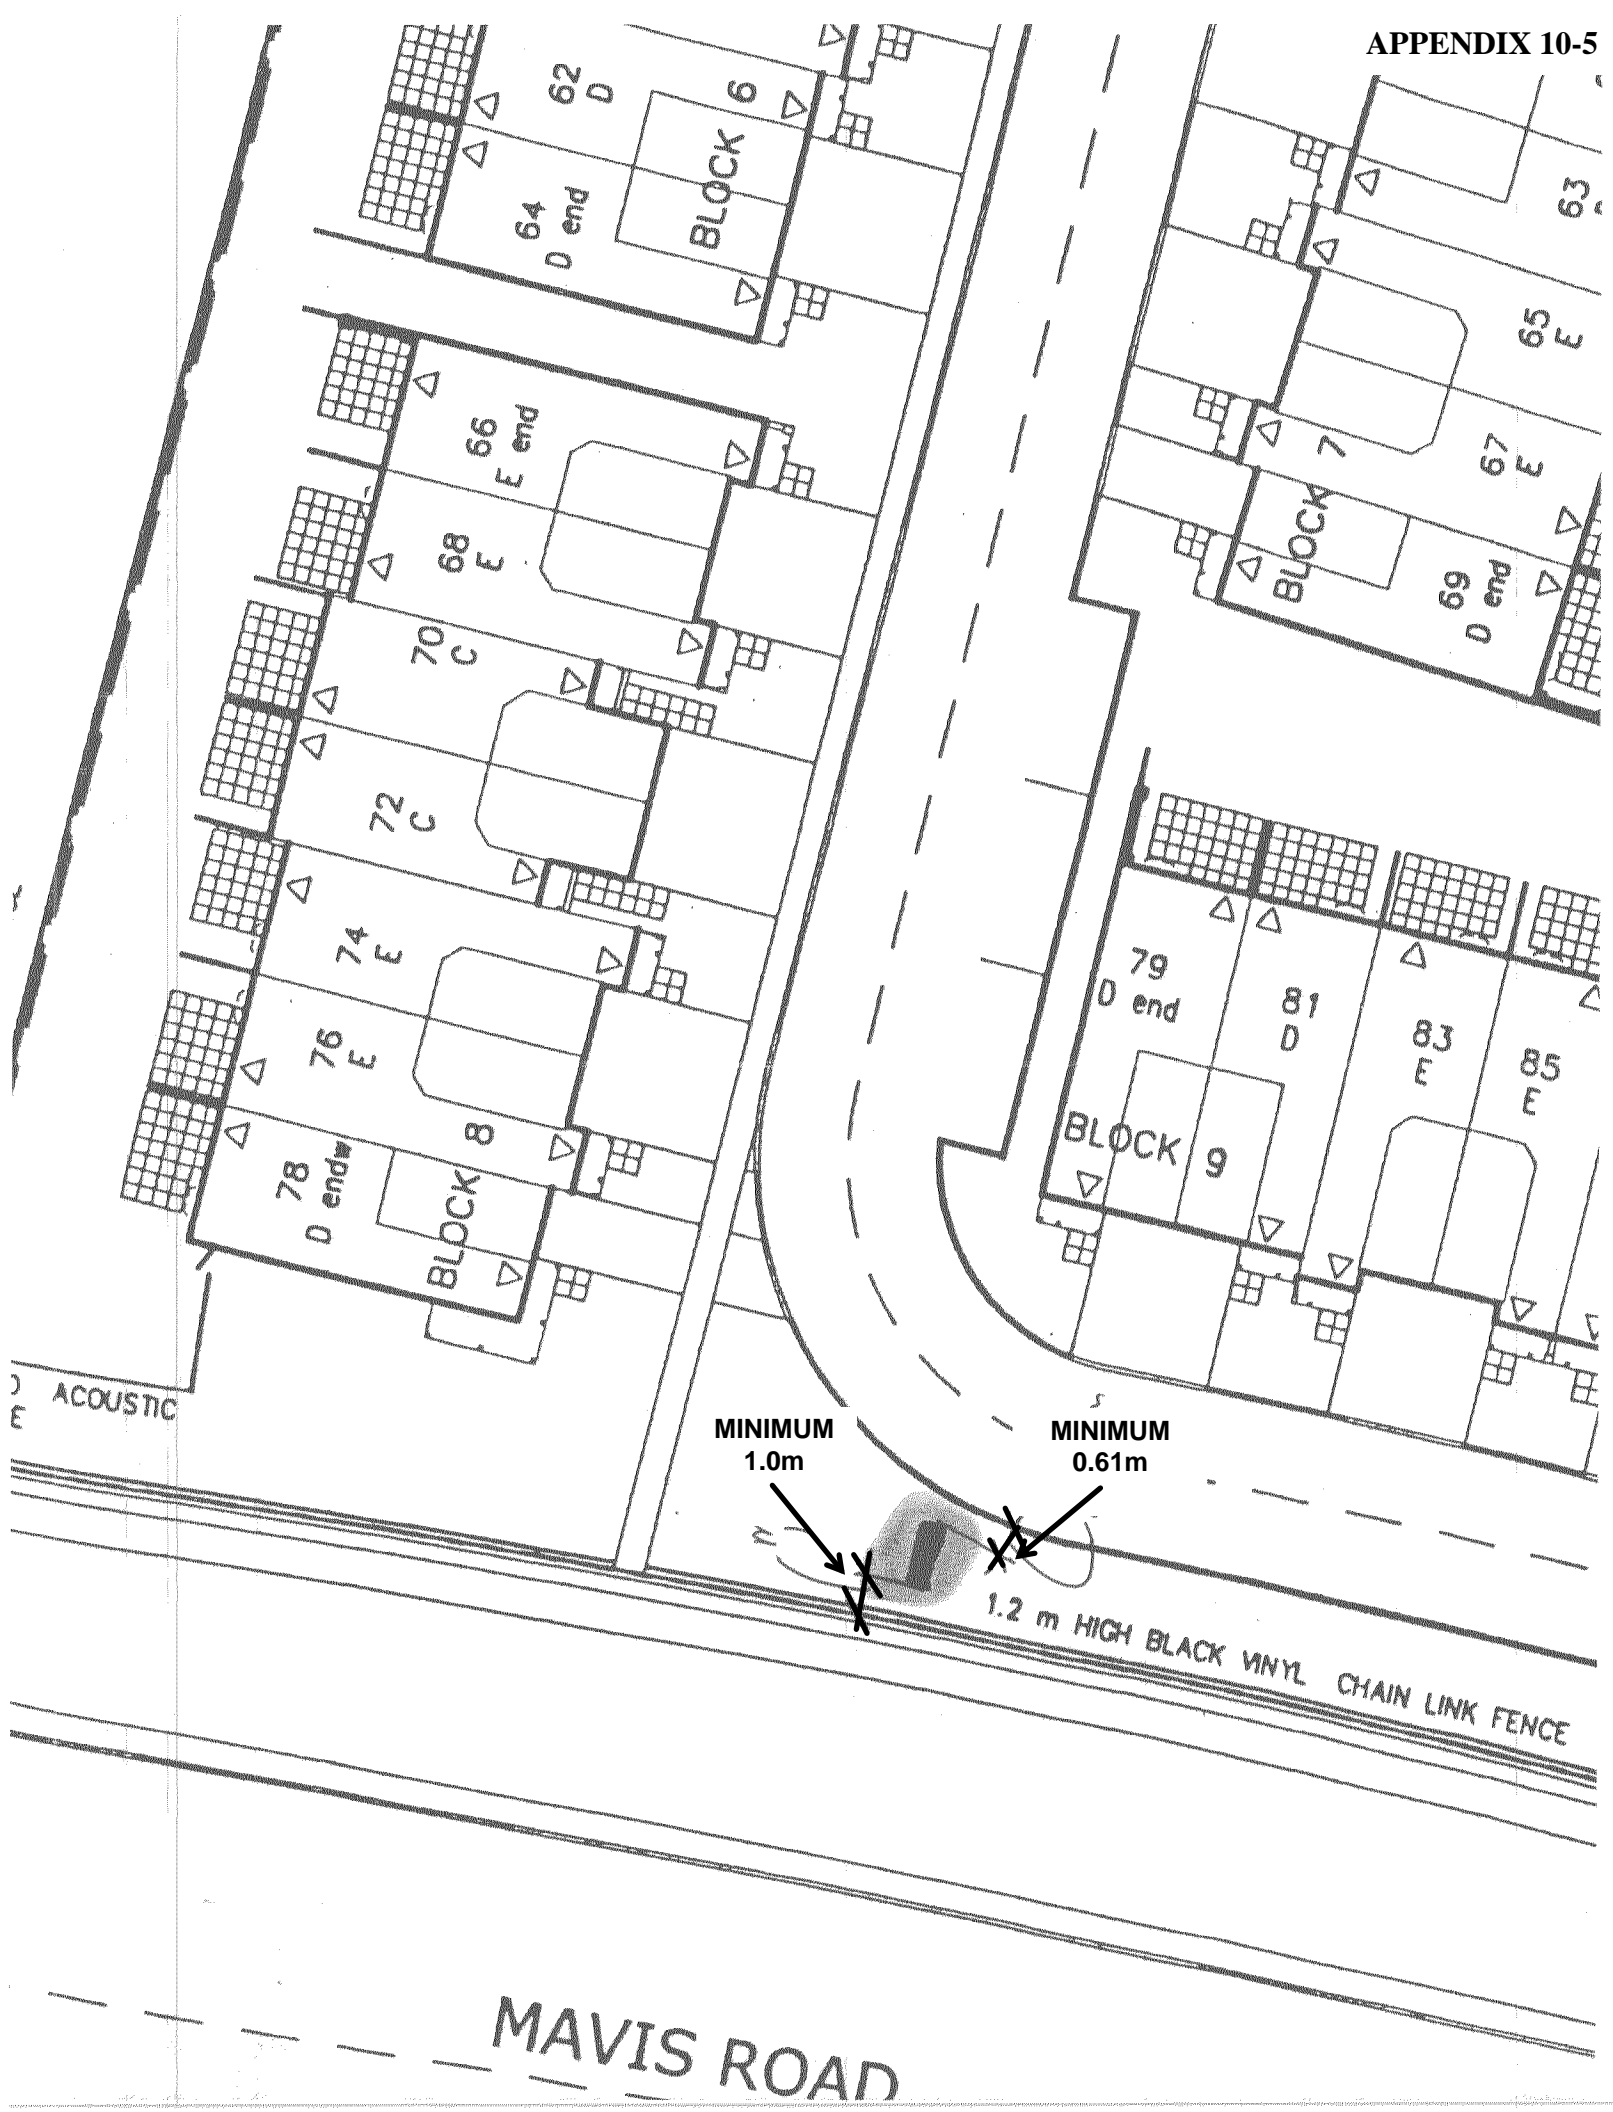 APPENDIX 10-5
62
D
6
BLOCK
64
D end
63
65
E
66
E end
7
67
E
68
E
BLOCK
69
D end
70
C
72
C
74
E
79
D end
81
D
83
E
85
E
76
E
8
BLOCK 9
78
D end
BLOCK
ACOUSTIC
E
MINIMUM
1.0m
MINIMUM
0.61m
1.2 m HIGH BLACK VINYL CHAIN LINK FENCE
MAVIS ROAD